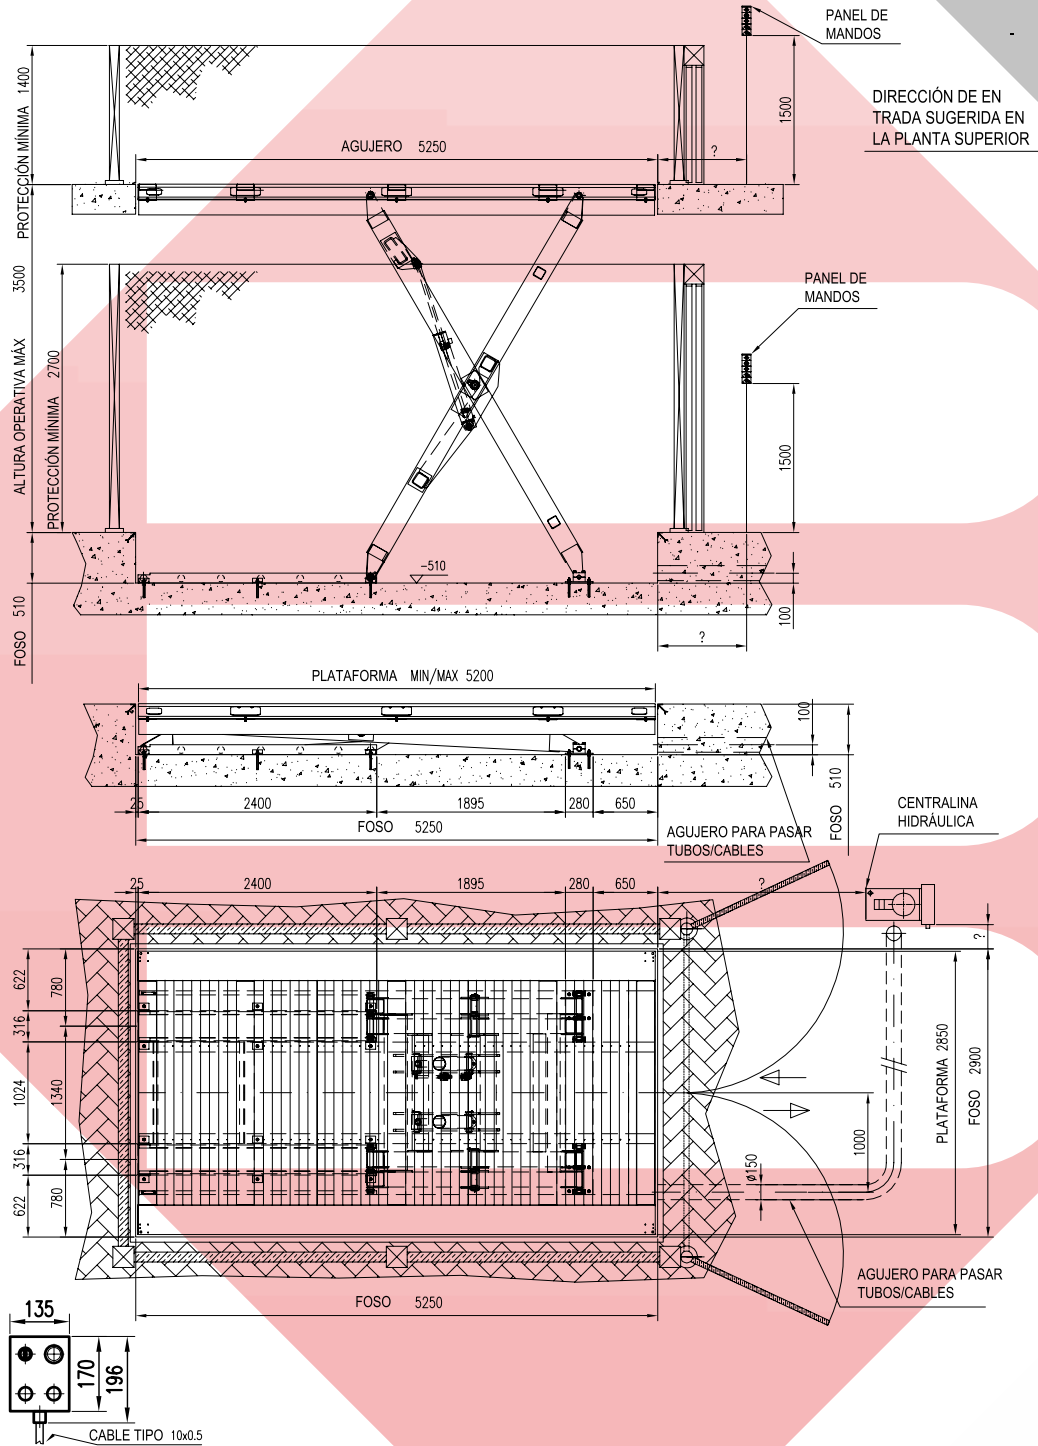 PANEL DE
MANDOS
-
DIRECCIÓN DE EN
TRADA SUGERIDA EN
LA PLANTA SUPERIOR
PROTECCIÓN MÍNIMA 1400
1500
AGUJERO 5250
?
ALTURA OPERATIVA MÁX 3500
PROTECCIÓN MÍNIMA 2700
PANEL DE
MANDOS
1500
FOSO 510
-510
100
?
PLATAFORMA MIN/MAX 5200
100
FOSO 510
25
2400
1895
280
650
FOSO 5250
AGUJERO PARA PASAR
TUBOS/CABLES
CENTRALINA
HIDRÁULICA
25
2400
1895
280
650
?
?
622
316
1024
316
622
780
1340
780
PLATAFORMA 2850
FOSO 2900
1000
ø150
AGUJERO PARA PASAR
TUBOS/CABLES
FOSO 5250
135
170
196
CABLE TIPO 10x0.5